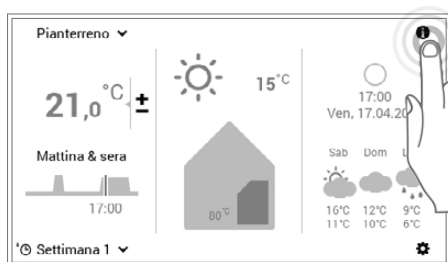 Pianterreno
21,0 °C ±
Mattina & sera
17:00
Settimana 1
15°C
80°C
17:00
Ven, 17.04.20
Sab Dom
16°C 12°C 9°C
11°C 10°C 6°C